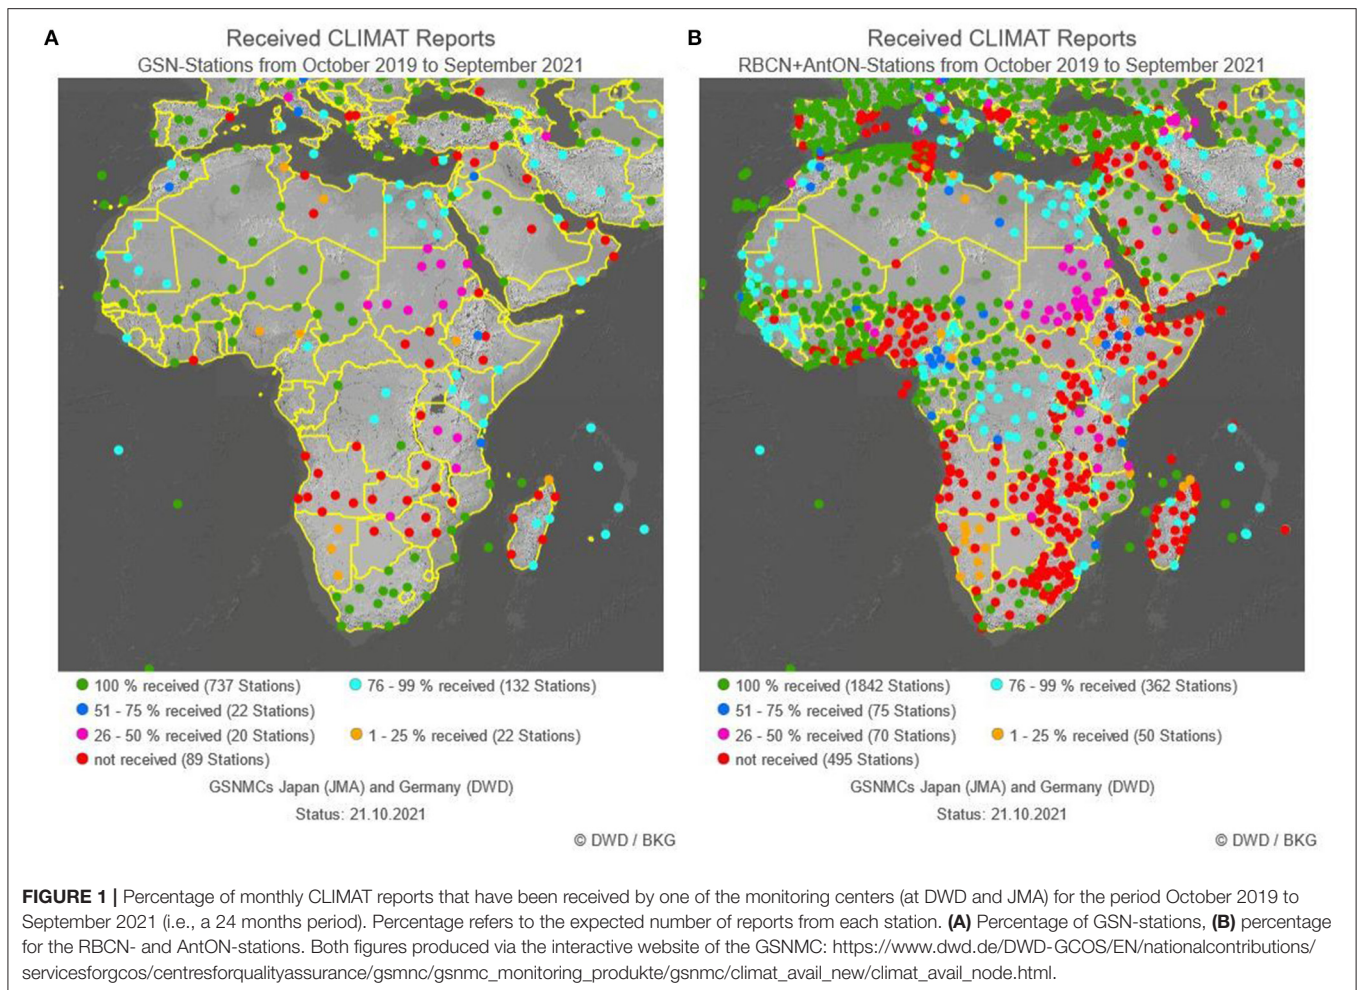 A
Received CLIMAT Reports
GSN-Stations from October 2019 to September 2021
100 % received (737 Stations)
76 - 99 % received (132 Stations)
51 - 75 % received (22 Stations)
26 - 50 % received (20 Stations)
1 - 25 % received (22 Stations)
not received (89 Stations)
GSNMCs Japan (JMA) and Germany (DWD)
Status: 21.10.2021
© DWD / BKG
B
Received CLIMAT Reports
RBCN+AntON-Stations from October 2019 to September 2021
100 % received (1842 Stations)
76 - 99 % received (362 Stations)
51 - 75 % received (75 Stations)
26 - 50 % received (70 Stations)
1 - 25 % received (50 Stations)
not received (495 Stations)
GSNMCs Japan (JMA) and Germany (DWD)
Status: 21.10.2021
© DWD / BKG
FIGURE 1 | Percentage of monthly CLIMAT reports that have been received by one of the monitoring centers (at DWD and JMA) for the period October 2019 to
September 2021 (i.e., a 24 months period). Percentage refers to the expected number of reports from each station. (A) Percentage of GSN-stations, (B) percentage
for the RBCN- and AntON-stations. Both figures produced via the interactive website of the GSNMC: https://www.dwd.de/DWD-GCOS/EN/nationalcontributions/
servicesforgcos/centresforqualityassurance/gsmnc/gsnmc_monitoring_produkte/gsnmc/climat_avail_new/climat_avail_node.html.